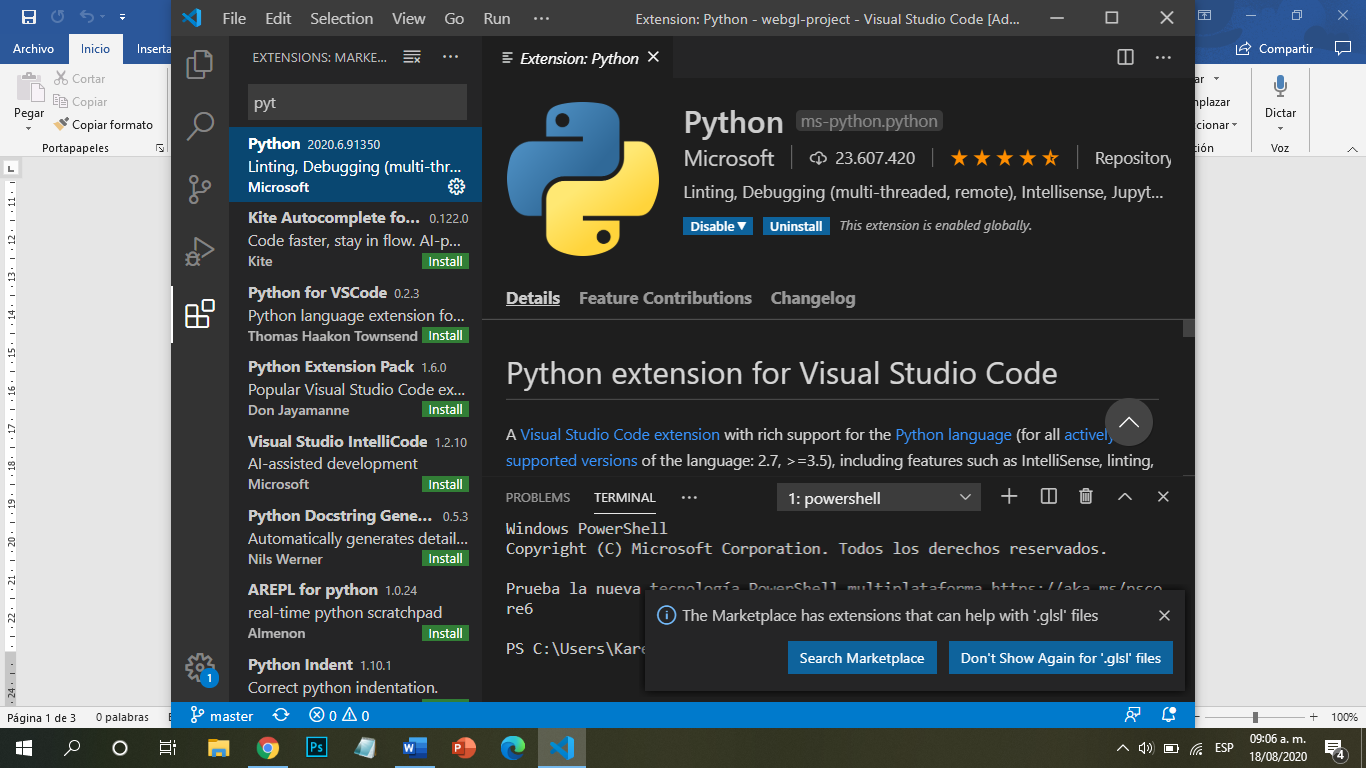 Archivo Inicio Inserta
Compartir
Pegar
Cortar
Copiar
Copiar formato
Portapapeles
Dictar
Voz
File Edit Selection View Go Run ···
Extension: Python - webgl-project - Visual Studio Code [Ad...
EXTENSIONS: MARKE...
pyt
Python 2020.6.91350
Linting, Debugging (multi-thr...
Microsoft
Kite Autocomplete fo... 0.122.0
Code faster, stay in flow. AI-p...
Kite Install
Python for VSCode 0.2.3
Python language extension fo...
Thomas Haakon Townsend Install
Python Extension Pack 1.6.0
Popular Visual Studio Code ex...
Don Jayamanne Install
Visual Studio IntelliCode 1.2.10
AI-assisted development
Microsoft Install
Python Docstring Gene... 0.5.3
Automatically generates detail...
Nils Werner Install
AREPL for python 1.0.24
real-time python scratchpad
Almenon Install
Python Indent 1.10.1
Correct python indentation.
1
Extension: Python
Python ms-python.python
Microsoft 23.607.420 Repository
Linting, Debugging (multi-threaded, remote), Intellisense, Jupyt...
Disable Uninstall This extension is enabled globally.
Details Feature Contributions Changelog
Python extension for Visual Studio Code
A Visual Studio Code extension with rich support for the Python language (for all actively
supported versions of the language: 2.7, >=3.5), including features such as IntelliSense, linting,
PROBLEMS TERMINAL ··· 1: powershell
Windows PowerShell
Copyright (C) Microsoft Corporation. Todos los derechos reservados.
Prueba la nueva tecnología PowerShell multiplataforma https://aka.ms/psco
re6
PS C:\Users\Kare
The Marketplace has extensions that can help with '.glsl' files
Search Marketplace Don't Show Again for '.glsl' files
master 0 0
Página 1 de 3 0 palabras
100%
ESP
09:06 a. m.
18/08/2020
4